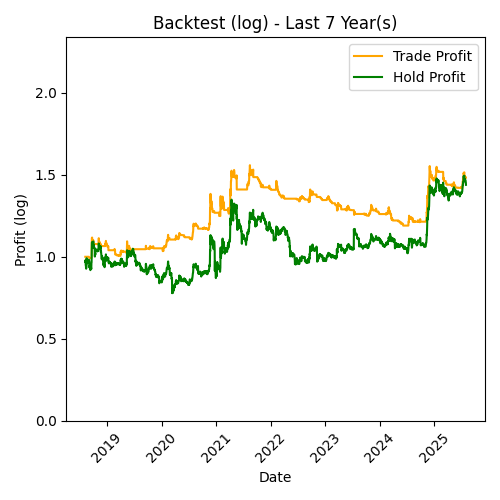 Backtest (log) - Last 7 Year(s)
Trade Profit
Hold Profit
Profit (log)
2.0
1.5
1.0
0.5
0.0
2019
2020
2021
2022
2023
2024
2025
Date